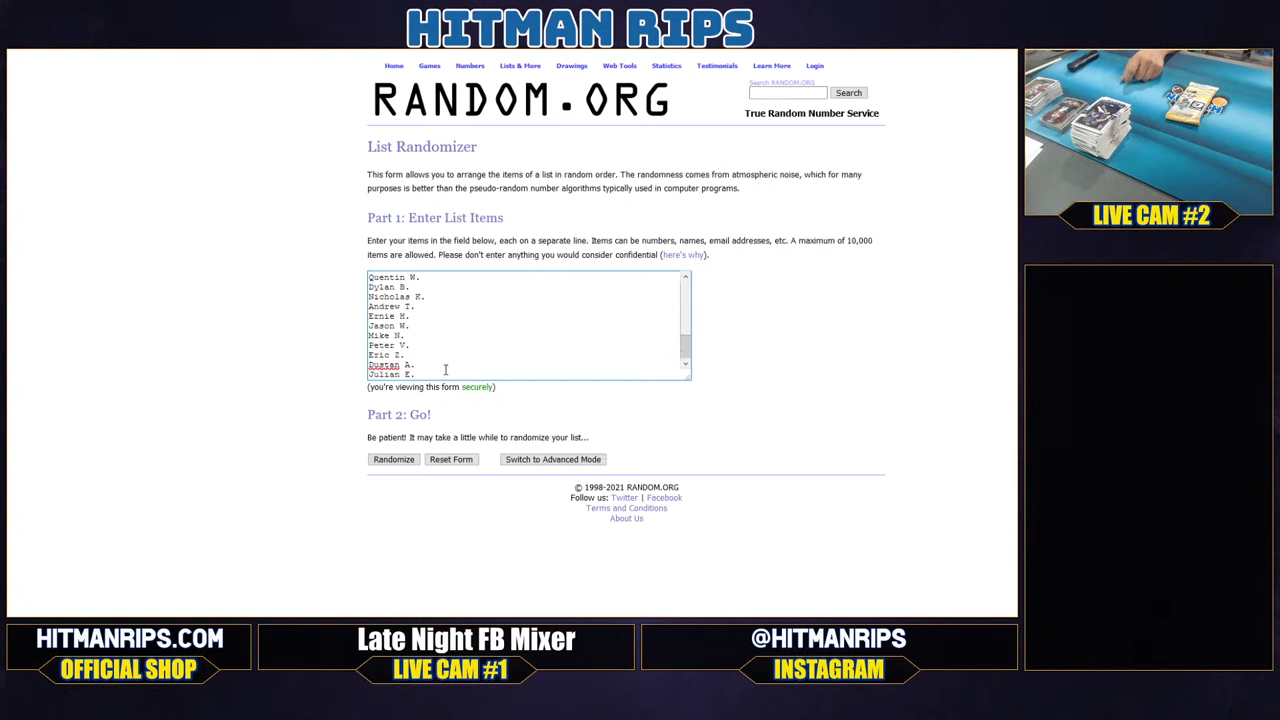 HITMAN RIPS
Home Games Numbers Lists & More Drawings Web Tools Statistics Testimonials Learn More Login
RANDOM.ORG
Search RANDOM.ORG
Search
True Random Number Service
List Randomizer
This form allows you to arrange the items of a list in random order. The randomness comes from atmospheric noise, which for many
purposes is better than the pseudo-random number algorithms typically used in computer programs.
Part 1: Enter List Items
Enter your items in the field below, each on a separate line. Items can be numbers, names, email addresses, etc. A maximum of 10,000
items are allowed. Please don't enter anything you would consider confidential (here's why).
Quentin W.
Dylan B.
Nicholas K.
Andrew T.
Ernie H.
Jason W.
Mike N.
Peter V.
Eric Z.
Dustan A.
Julian E.
(you're viewing this form securely)
Part 2: Go!
Be patient! It may take a little while to randomize your list...
Randomize Reset Form Switch to Advanced Mode
© 1998-2021 RANDOM.ORG
Follow us: Twitter | Facebook
Terms and Conditions
About Us
LIVE CAM #2
HITMANRIPS.COM
OFFICIAL SHOP
Late Night FB Mixer
LIVE CAM #1
@HITMANRIPS
INSTAGRAM